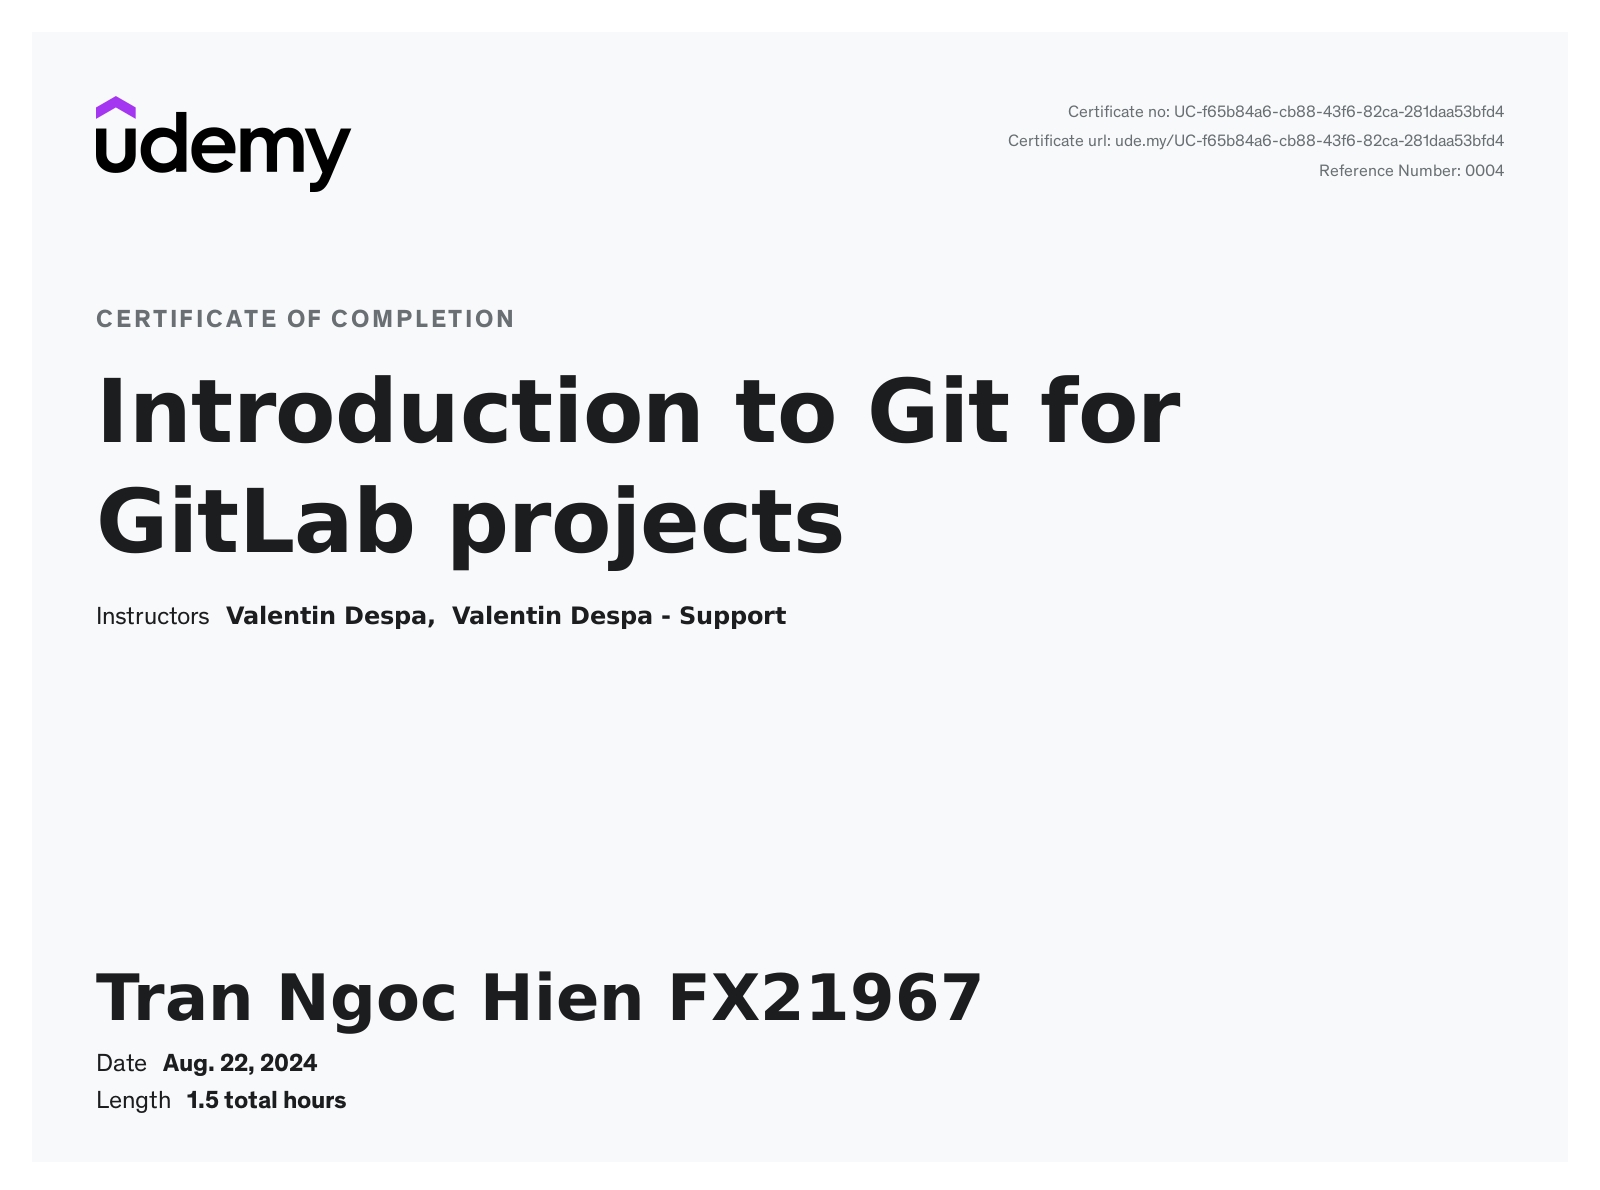 udemy
Certificate no: UC-f65b84a6-cb88-43f6-82ca-281daa53bfd4
Certificate url: ude.my/UC-f65b84a6-cb88-43f6-82ca-281daa53bfd4
Reference Number: 0004
CERTIFICATE OF COMPLETION
Introduction to Git for
GitLab projects
Instructors Valentin Despa, Valentin Despa - Support
Tran Ngoc Hien FX21967
Date Aug. 22, 2024
Length 1.5 total hours